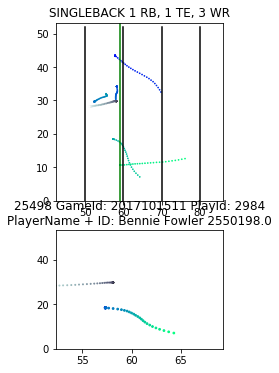 SINGLEBACK 1 RB, 1 TE, 3 WR
50
40
30
20
10
0
50 60 70 80
25498 GameId: 2017101511 PlayId: 2984
PlayerName + ID: Bennie Fowler 2550198.0
40
20
0
55 60 65